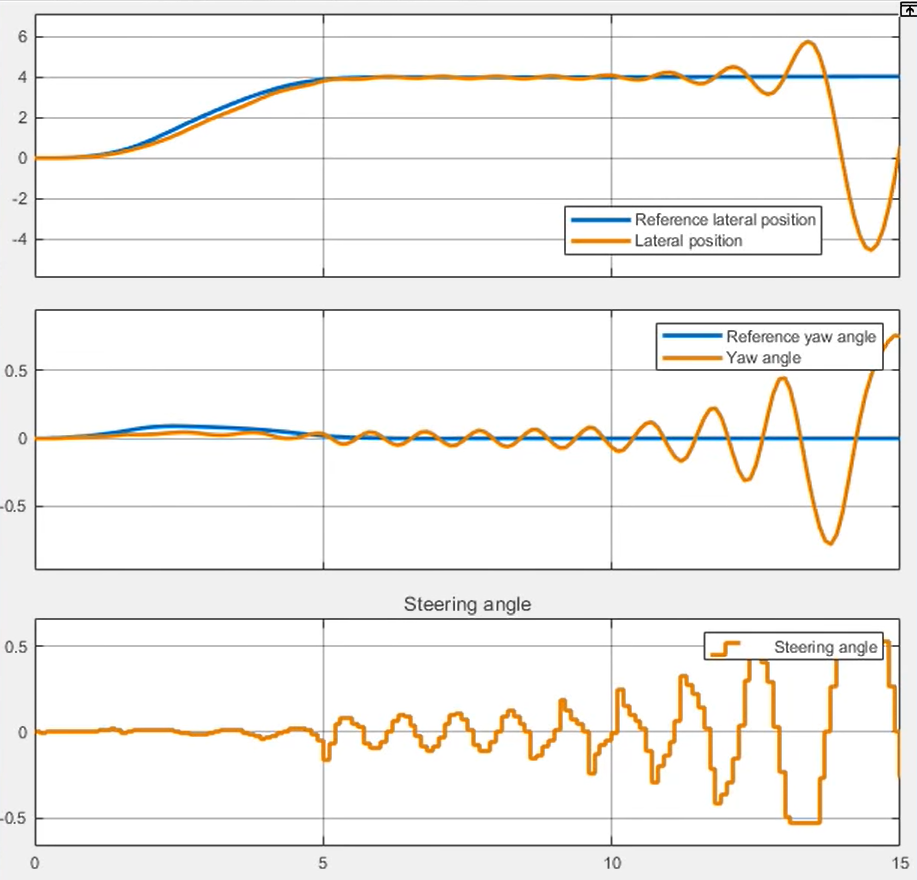 6
4
2
0
-2
-4
Reference lateral position
Lateral position
0.5
0
-0.5
Reference yaw angle
Yaw angle
Steering angle
0.5
0
-0.5
Steering angle
0 5 10 15